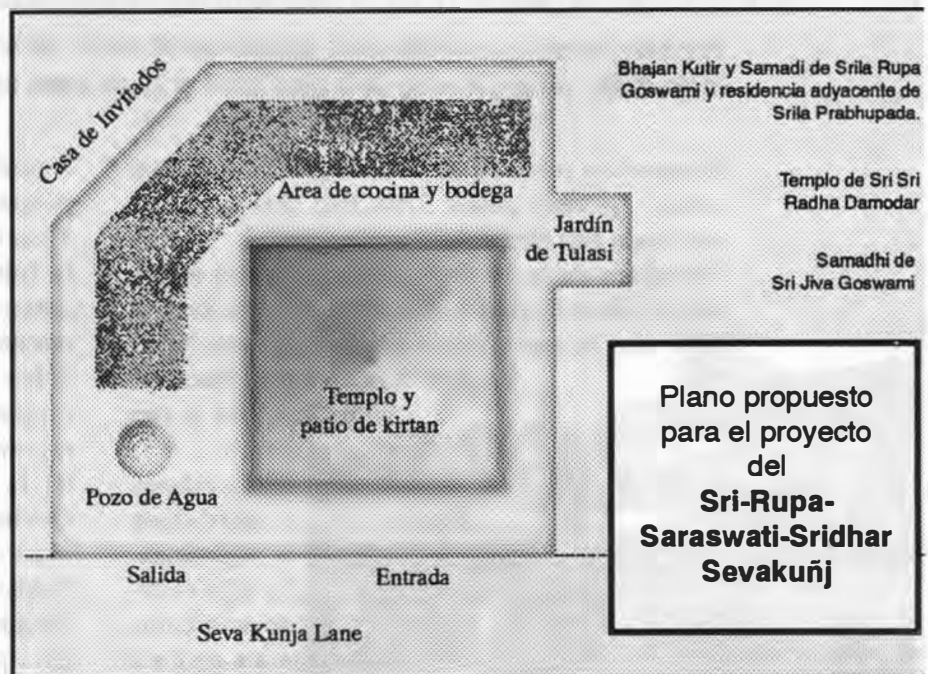 Casa de Invitados
Bhajan Kutir y Samadi de Srila Rupa
Goswami y residencia adyacente de
Srila Prabhupada.
Area de cocina y bodega
Templo de Sri Sri
Radha Damodar
Jardín
de Tulasi
Samadhi de
Sri Jiva Goswami
Templo y
patio de kirtan
Pozo de Agua
Plano propuesto
para el proyecto
del
Sri-Rupa-
Saraswati-Sridhar
Sevakuñj
Salida
Entrada
Seva Kunja Lane